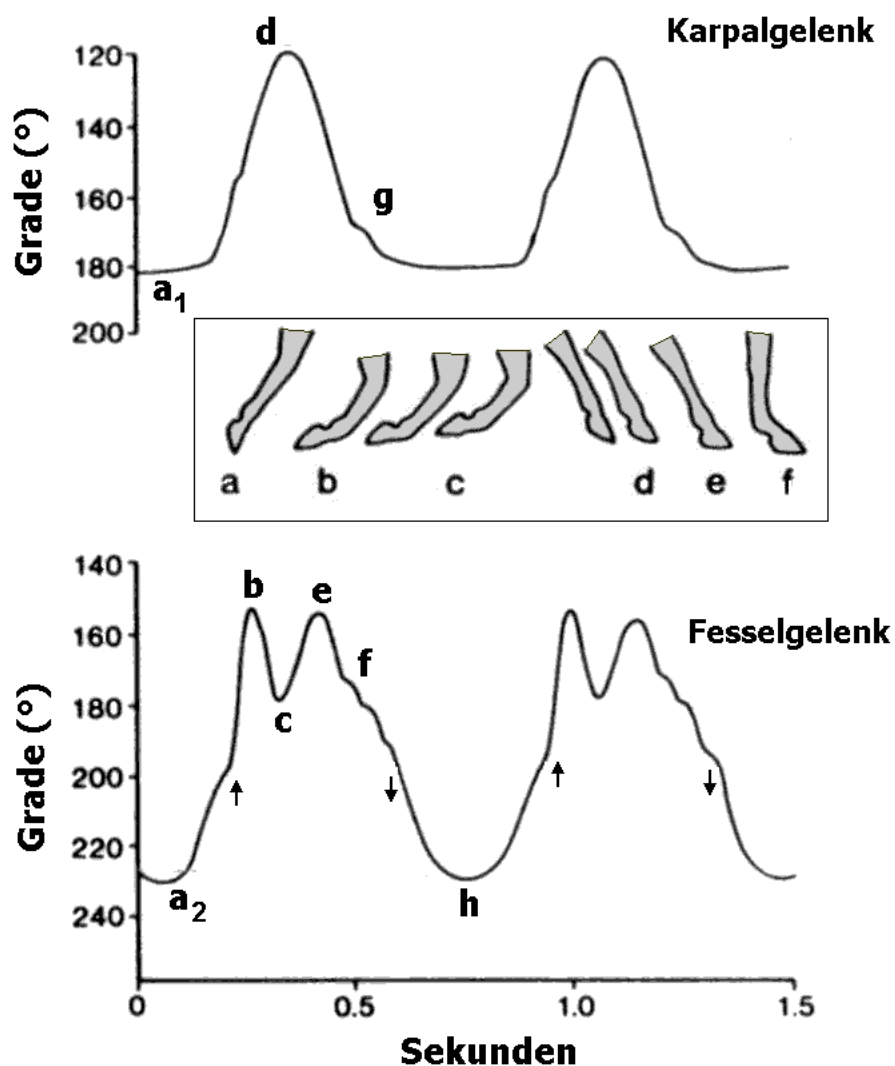 Karpalgelenk
d
120
140
160
180
200
Grade (°)
g
a1
a b c d e f
140
160
180
200
220
240
Grade (°)
b
e
f
c
Fesselgelenk
a2
h
0 0.5 1.0 1.5
Sekunden